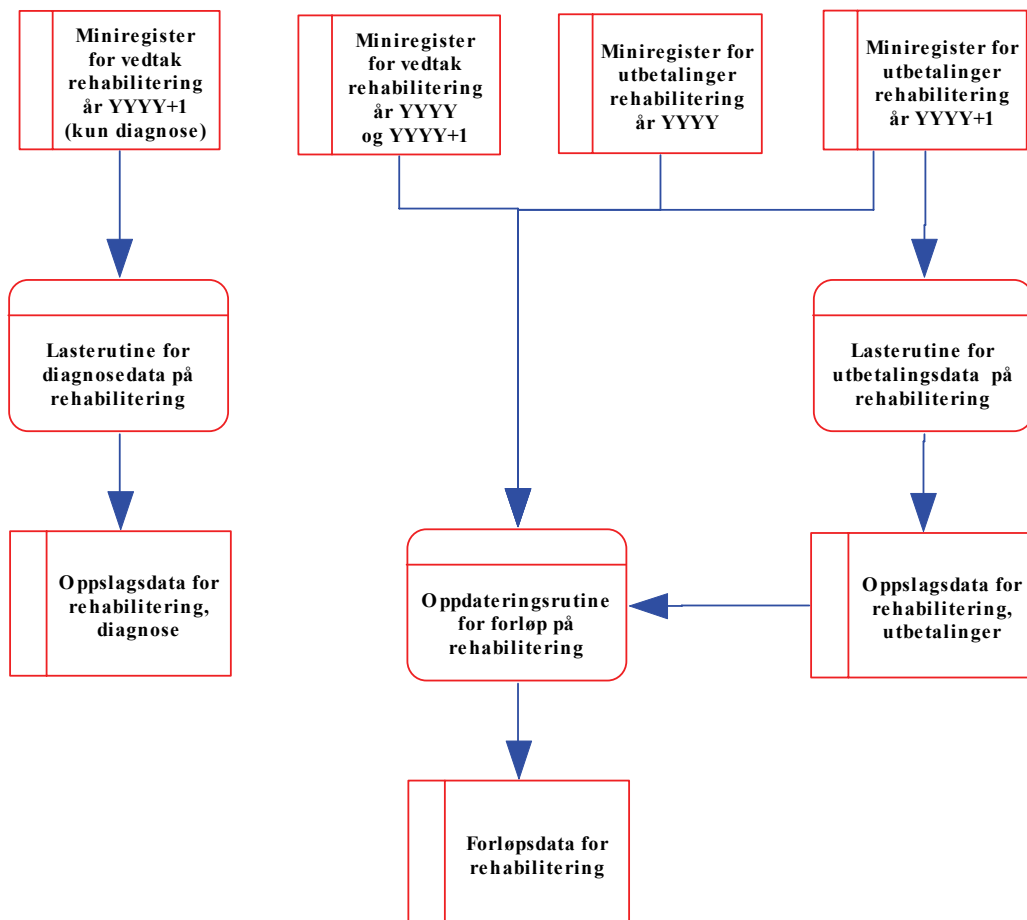 Miniregister
for vedtak
rehabilitering
år YYYY+1
(kun diagnose)
Miniregister
for vedtak
rehabilitering
år YYYY
og YYYY+1
Miniregister for
utbetalinger
rehabilitering
år YYYY
Miniregister for
utbetalinger
rehabilitering
år YYYY+1
Lasterutine for
diagnosedata på
rehabilitering
Lasterutine for
utbetalingsdata på
rehabilitering
Oppslagsdata for
rehabilitering,
diagnose
Oppdateringsrutine
for forløp på
rehabilitering
Oppslagsdata for
rehabilitering,
utbetalinger
Forløpsdata for
rehabilitering